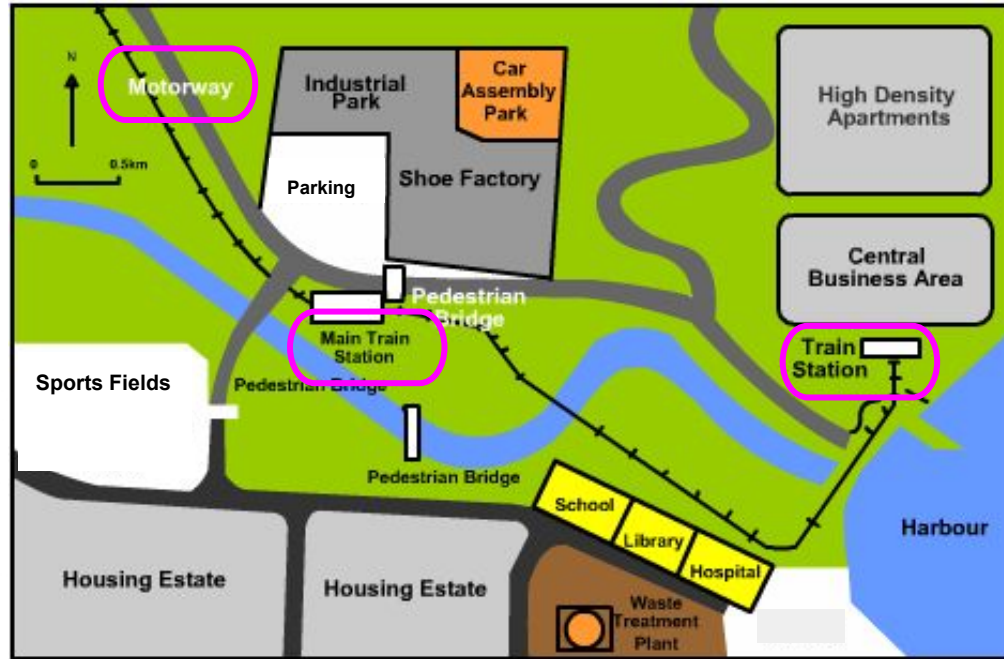 N
0
0.5km
Motorway
Industrial
Park
Car
Assembly
Park
Parking
Shoe Factory
High Density
Apartments
Central
Business Area
Pedestrian
Bridge
Main Train
Station
Train
Station
Sports Fields
Pedestrian Bridge
Pedestrian Bridge
School
Library
Hospital
Harbour
Housing Estate
Housing Estate
Waste
Treatment
Plant